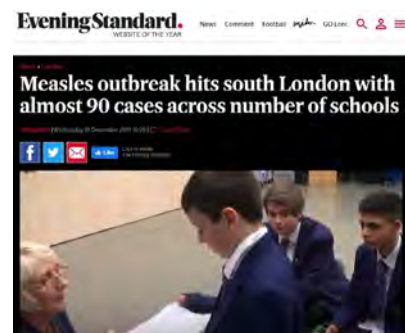 Evening Standard.
WEBSITE OF THE YEAR
News Comment Football
Measles outbreak hits south London with
almost 90 cases across number of schools
Like